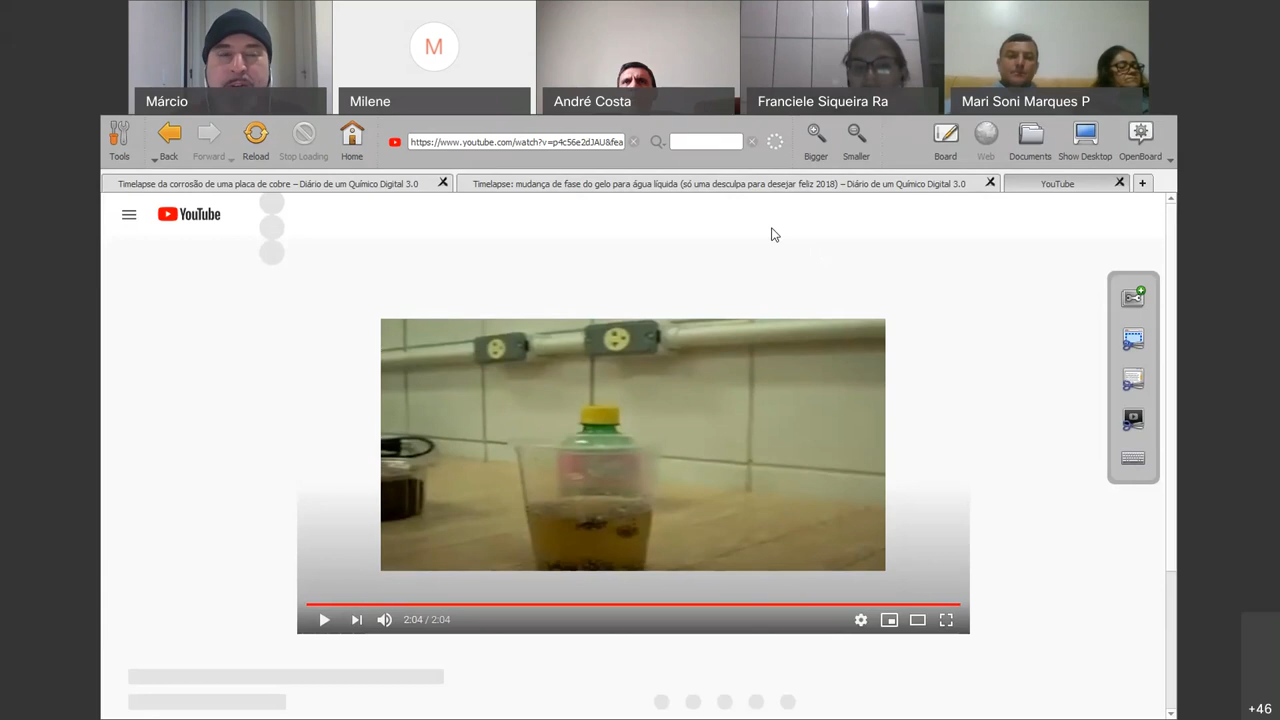 M
Márcio
Milene
André Costa
Franciele Siqueira Ra
Mari Soni Marques P
Tools
Back
Forward
Reload
Stop Loading
Home
https://www.youtube.com/watch?v=p4c56e2dJAU&fea
Bigger
Smaller
Board
Web
Documents
Show Desktop
OpenBoard
Timelapse da corrosão de uma placa de cobre – Diário de um Químico Digital 3.0
Timelapse: mudança de fase do gelo para água líquida (só uma desculpa para desejar feliz 2018) – Diário de um Químico Digital 3.0
YouTube
YouTube
2:04 / 2:04
+46